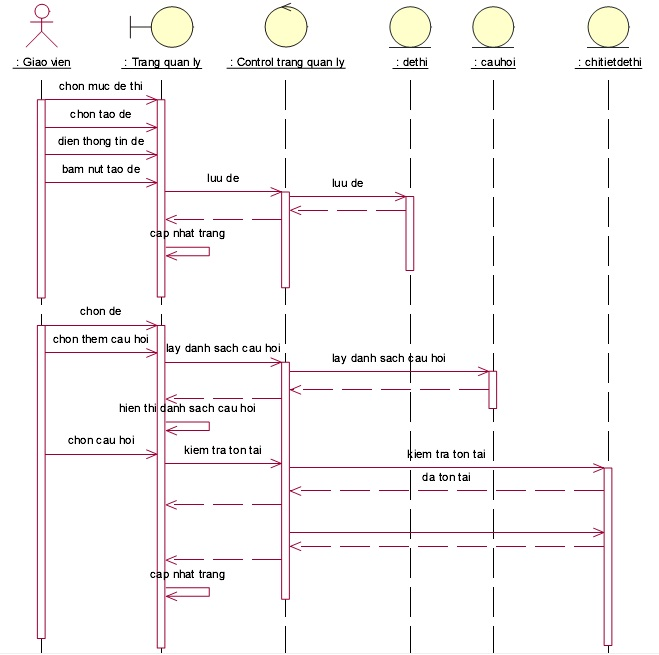 : Giao vien
: Trang quan ly
: Control trang quan ly
: dethi
: cauhoi
: chitietdethi
chon muc de thi
chon tao de
dien thong tin de
bam nut tao de
luu de
luu de
cap nhat trang
chon de
chon them cau hoi
lay danh sach cau hoi
lay danh sach cau hoi
hien thi danh sach cau hoi
chon cau hoi
kiem tra ton tai
kiem tra ton tai
da ton tai
cap nhat trang